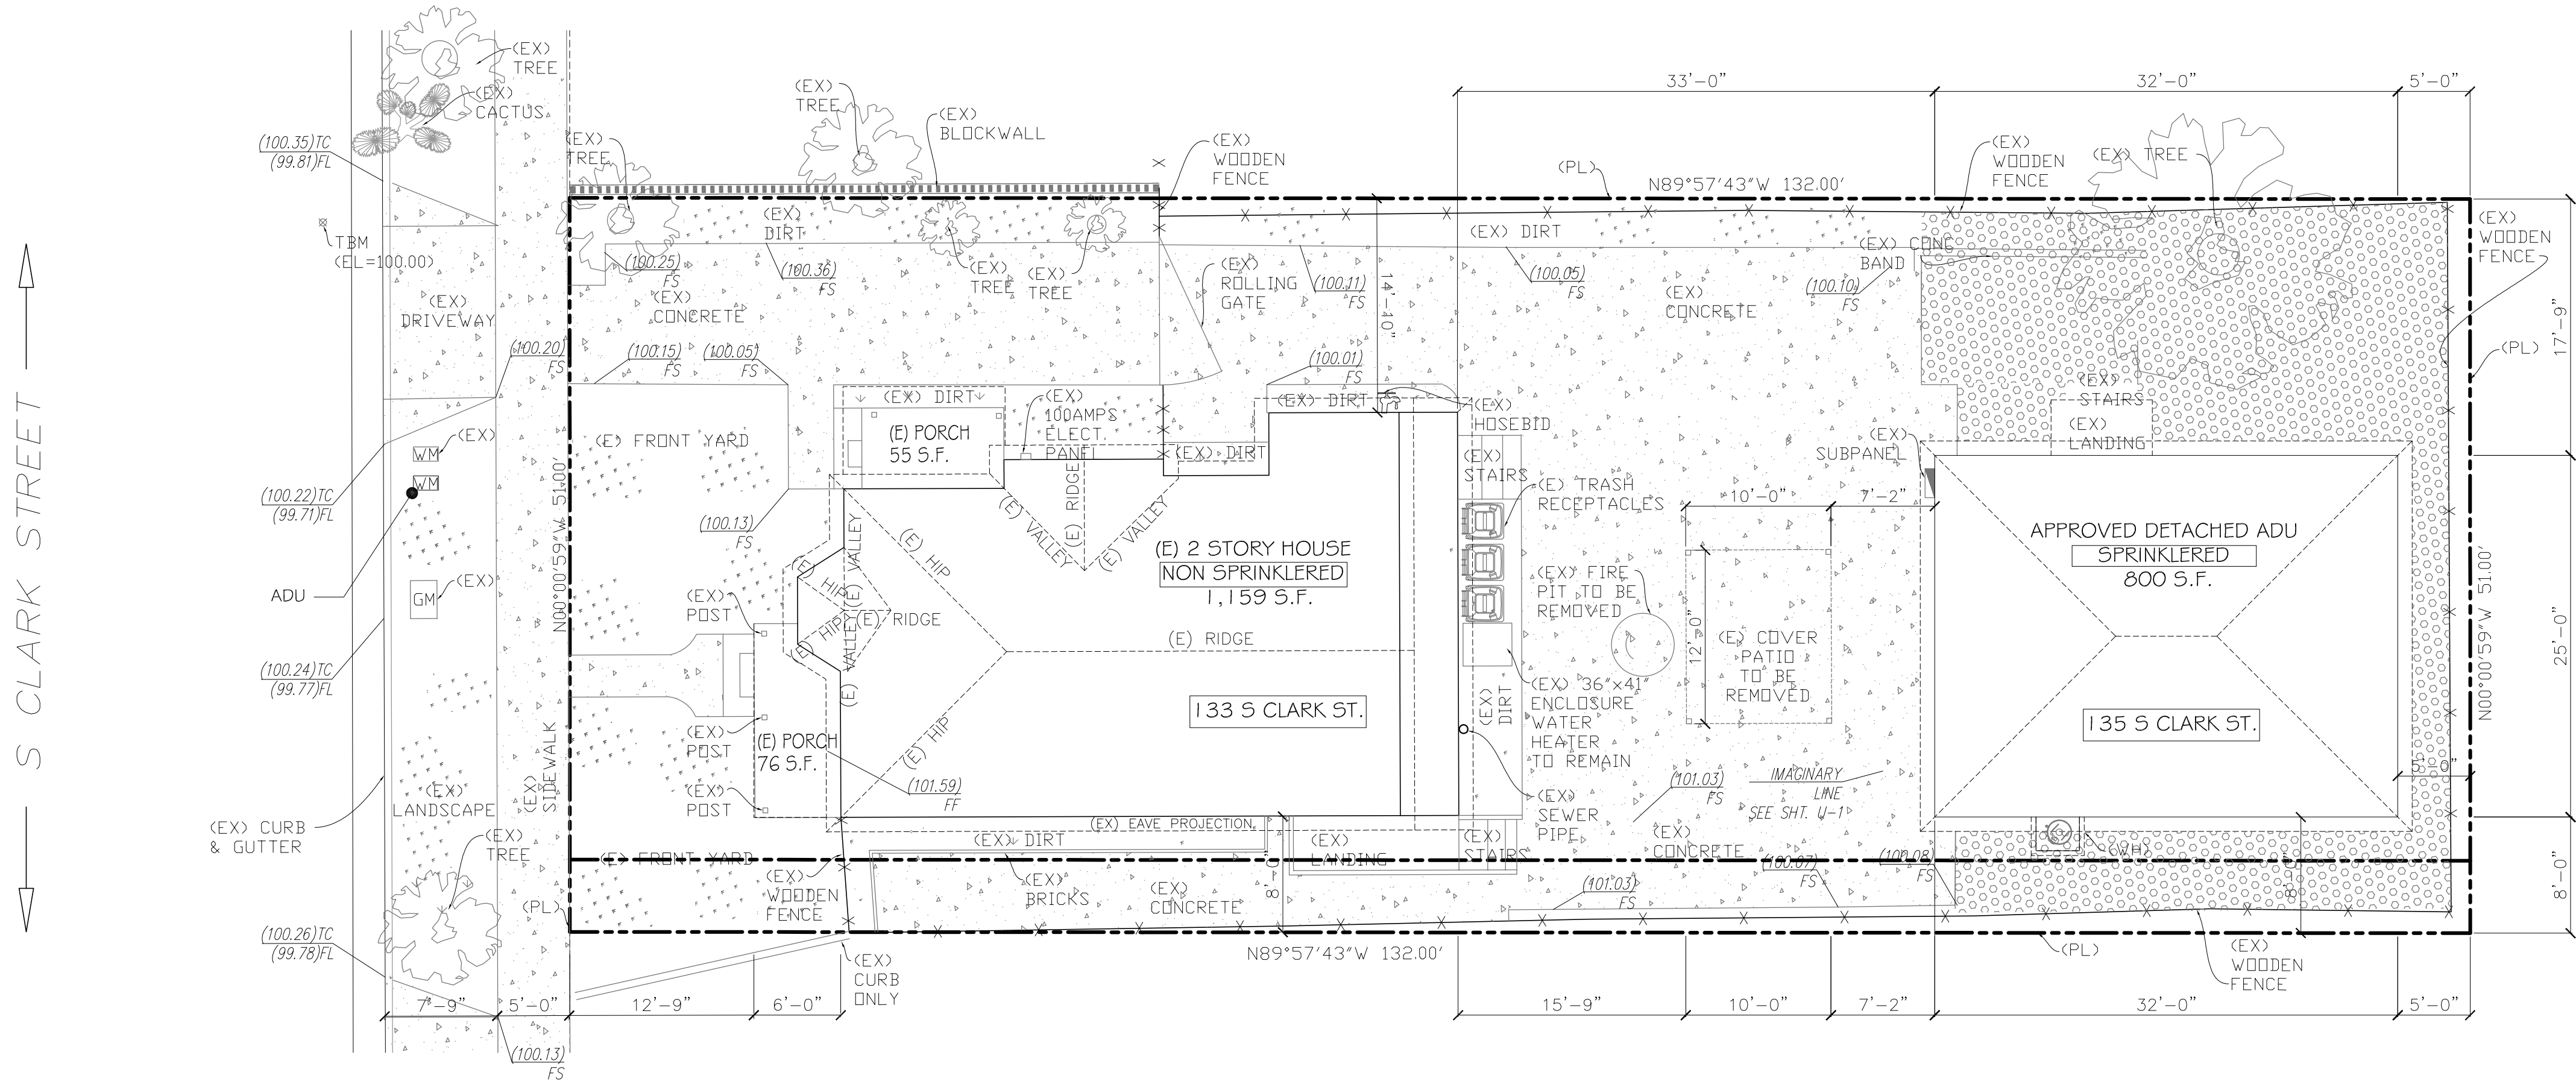 S CLARK STREET
(EX)
TREE
(EX)
CACTUS
(100.35)TC
(99.81)FL
TBM
(EL=100.00)
(EX)
DRIVEWAY
(100.20)
FS
(EX)
WM
WM
(100.22)TC
(99.71)FL
ADU
(EX)
GM
(100.24)TC
(99.77)FL
(EX)
LANDSCAPE
(EX) CURB
& GUTTER
(EX)
TREE
(100.26)TC
(99.78)FL
(PL)
(EX)
SIDEWALK
N00°00'59"W 51.00'
7'-9"
5'-0"
12'-9"
6'-0"
(100.13)
FS
(EX)
TREE
(EX)
TREE
(EX)
BLOCKWALL
(EX)
WOODEN
FENCE
(EX)
DIRT
(100.25)
FS
(100.36)
FS
(EX)
CONCRETE
(EX)
TREE
(EX)
TREE
(EX)
ROLLING
GATE
(100.11)
FS
14'-10"
(100.15)
FS
(100.05)
FS
(100.01)
FS
(EX) DIRT
(EX)
100AMPS
ELECT.
PANEL
(EX) DIRT
(EX) DIRT
(EX)
HOSEBID
(E) FRONT YARD
(E) PORCH
55 S.F.
(100.13)
FS
(E) VALLEY
(E) HIP
(E) VALLEY
(E) RIDGE
(E) VALLEY
(E) HIP
(E) HIP
(E) RIDGE
(E) VALLEY
(E) HIP
(E) RIDGE
(E) 2 STORY HOUSE
NON SPRINKLERED
1,159 S.F.
133 S CLARK ST.
(EX)
POST
(EX)
POST
(EX)
POST
(E) PORCH
76 S.F.
(101.59)
FF
(EX) EAVE PROJECTION
(EX) DIRT
(E) FRONT YARD
(EX)
WOODEN
FENCE
(EX)
BRICKS
(EX)
CONCRETE
8'-0"
(EX)
LANDING
(EX)
STAIRS
(EX)
CURB
ONLY
N89°57'43"W 132.00'
33'-0"
32'-0"
5'-0"
(PL)
N89°57'43"W 132.00'
(EX)
WOODEN
FENCE
(EX) TREE
(EX)
WOODEN
FENCE
(EX) DIRT
(100.05)
FS
(EX)
CONCRETE
(EX) CONC
BAND
(100.10)
FS
(PL)
17'-9"
(EX)
STAIRS
(EX)
LANDING
(EX)
SUBPANEL
(EX)
STAIRS
(E) TRASH
RECEPTACLES
10'-0"
7'-2"
(EX) FIRE
PIT TO BE
REMOVED
12'-0"
(E) COVER
PATIO
TO BE
REMOVED
(EX)
DIRT
(EX) 36"x41"
ENCLOSURE
WATER
HEATER
TO REMAIN
(EX)
SEWER
PIPE
(101.03)
FS
IMAGINARY
LINE
SEE SHT. U-1
(EX)
CONCRETE
(101.03)
FS
(100.07)
FS
(100.08)
FS
APPROVED DETACHED ADU
SPRINKLERED
800 S.F.
135 S CLARK ST.
N00°00'59"W 51.00'
25'-0"
5'-0"
(WH)
8'-0"
8'-0"
(PL)
(EX)
WOODEN
FENCE
15'-9"
10'-0"
7'-2"
32'-0"
5'-0"